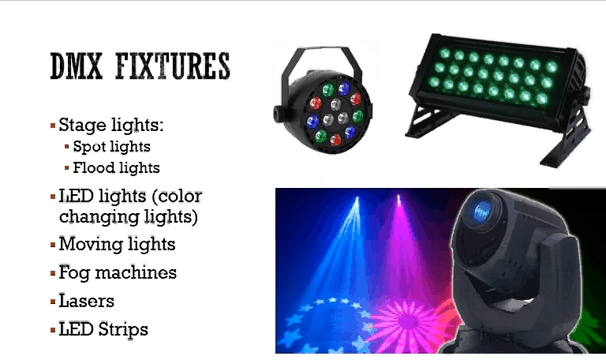 DMX FIXTURES
Stage lights:
Spot lights
Flood lights
LED lights (color
changing lights)
Moving lights
Fog machines
Lasers
LED Strips